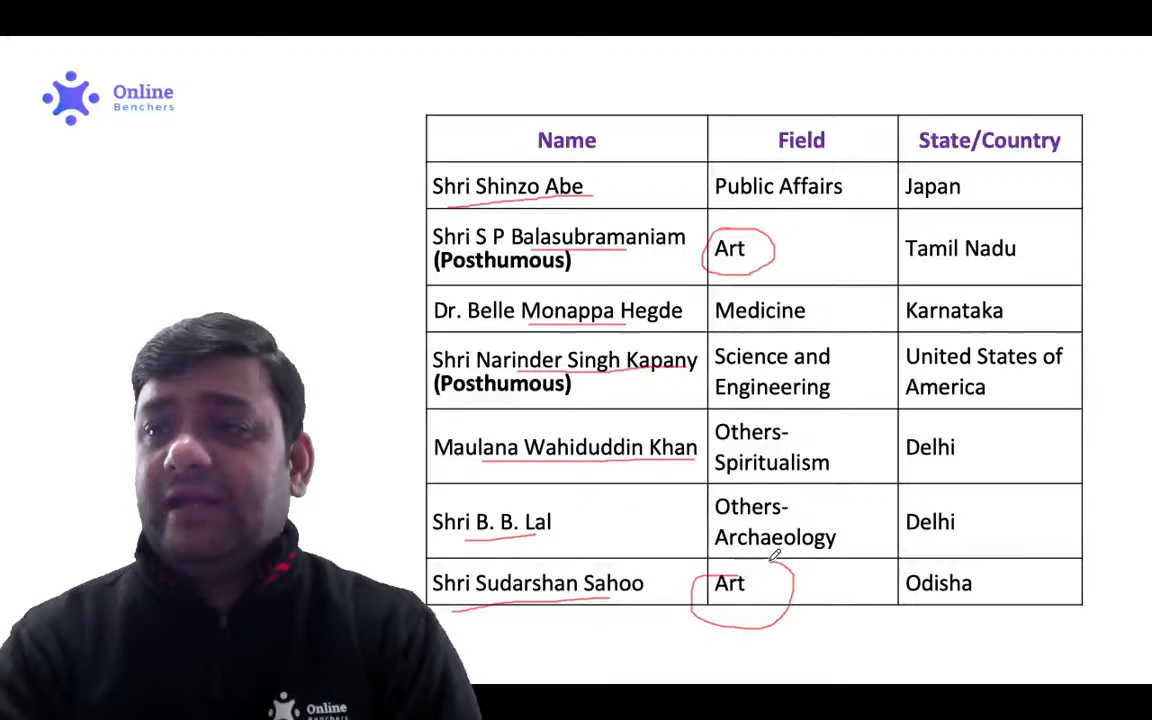 Online
Benchers
Name Field State/Country
Shri Shinzo Abe Public Affairs Japan
Shri S P Balasubramaniam
(Posthumous) Art Tamil Nadu
Dr. Belle Monappa Hegde Medicine Karnataka
Shri Narinder Singh Kapany
(Posthumous) Science and
Engineering United States of
America
Maulana Wahiduddin Khan Others-
Spiritualism Delhi
Shri B. B. Lal Others-
Archaeology Delhi
Shri Sudarshan Sahoo Art Odisha
Online
Benchers